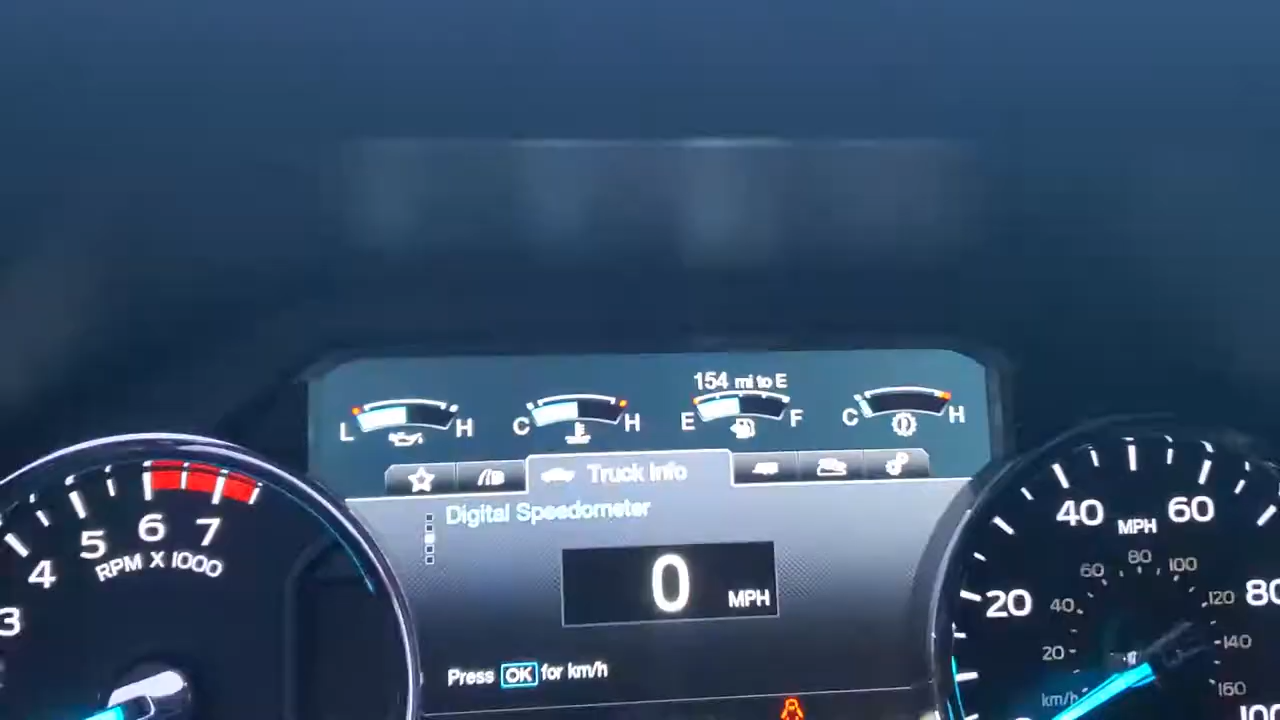 154 mi to E
L H C H E F C H
Truck Info
Digital Speedometer
0 MPH
Press OK for km/h
3 4 5 6 7
RPM X 1000
20 40 60 80 100
MPH
20 40 60 80 100 120 140 160
km/h